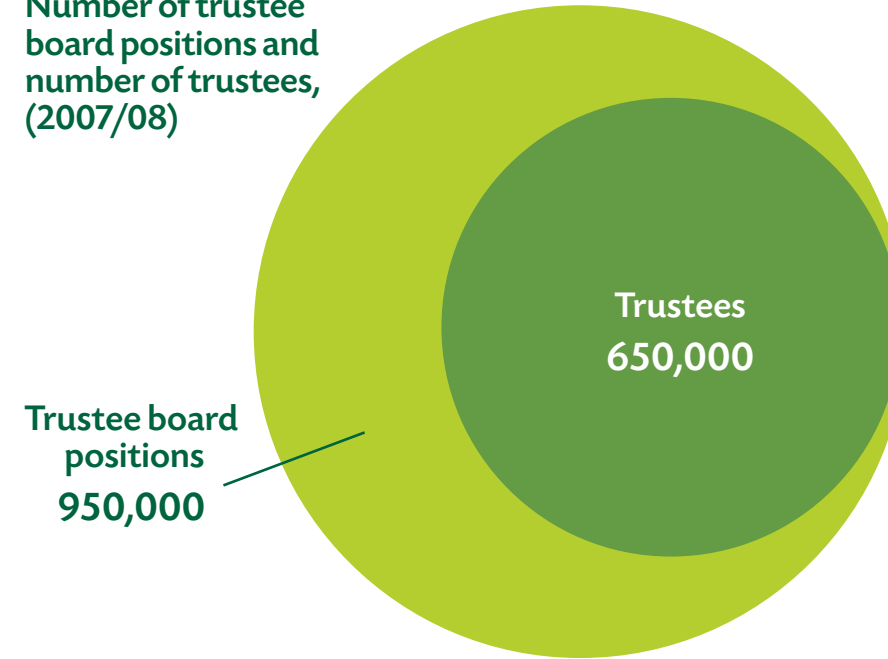 Number of trustee
board positions and
number of trustees,
(2007/08)
Trustees
650,000
Trustee board
positions
950,000